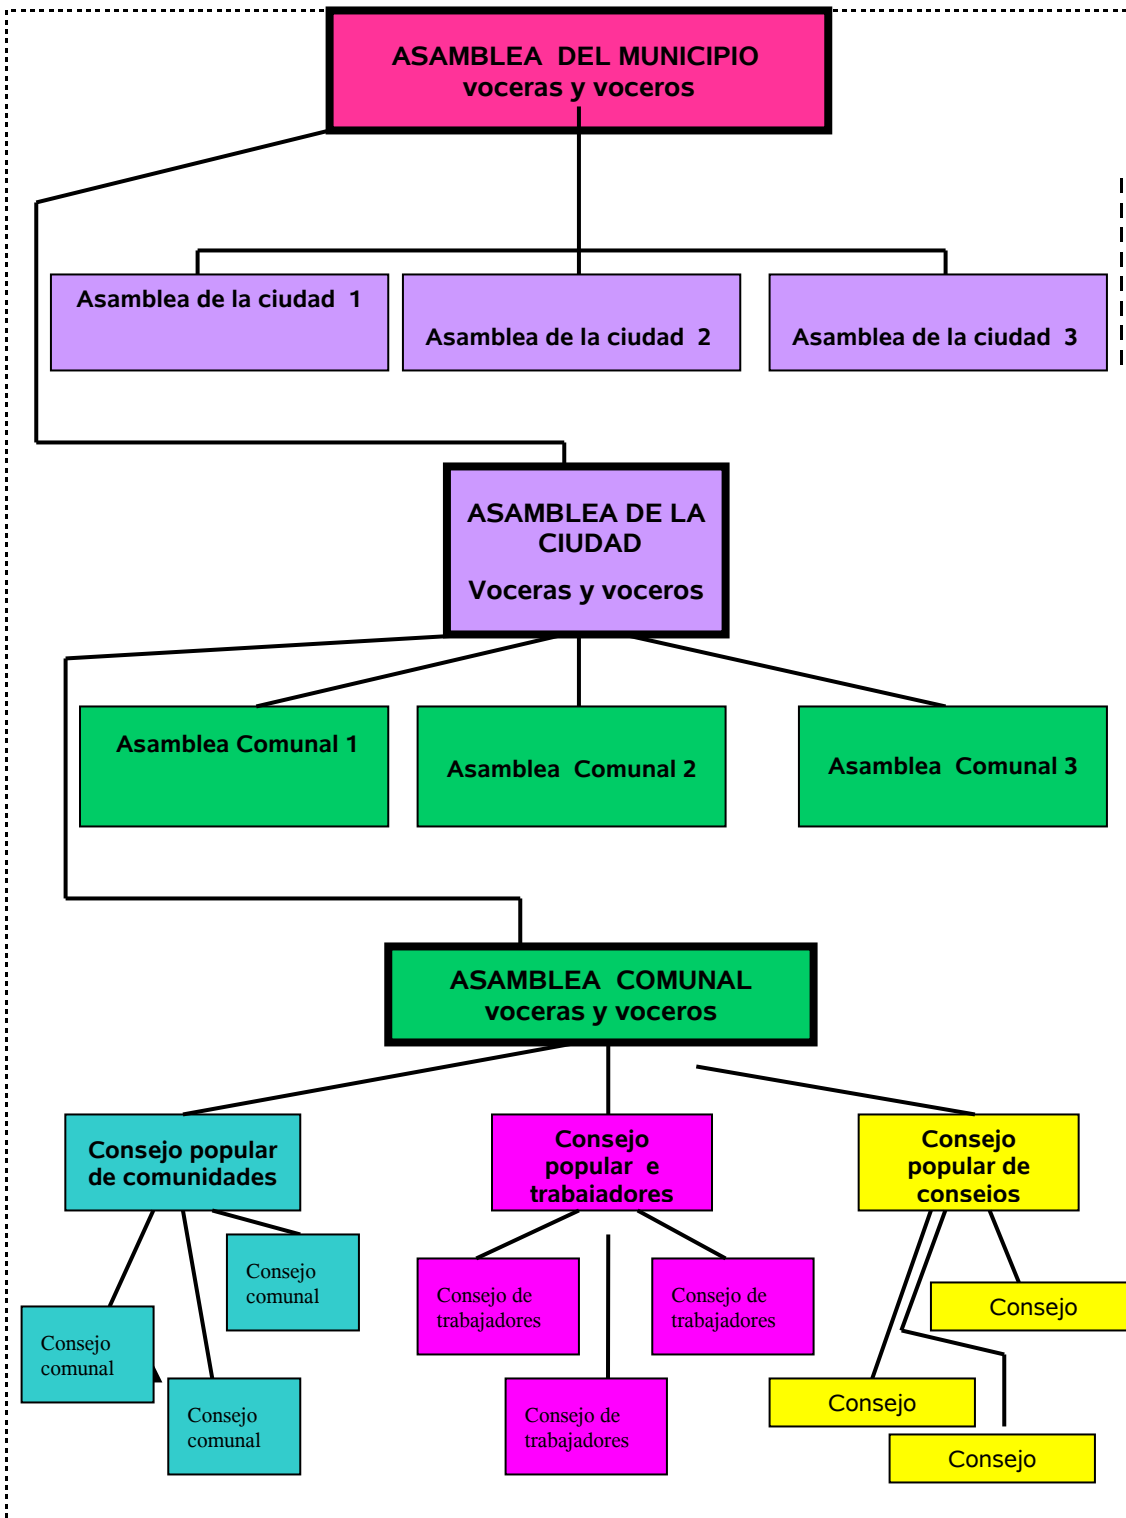 ASAMBLEA DEL MUNICIPIO
voceras y voceros
Asamblea de la ciudad 1
Asamblea de la ciudad 2
Asamblea de la ciudad 3
ASAMBLEA DE LA
CIUDAD
Voceras y voceros
Asamblea Comunal 1
Asamblea Comunal 2
Asamblea Comunal 3
ASAMBLEA COMUNAL
voceras y voceros
Consejo popular
de comunidades
Consejo
popular e
trabaiadores
Consejo
popular de
conseios
Consejo
comunal
Consejo
comunal
Consejo
comunal
Consejo de
trabajadores
Consejo de
trabajadores
Consejo de
trabajadores
Consejo
Consejo
Consejo